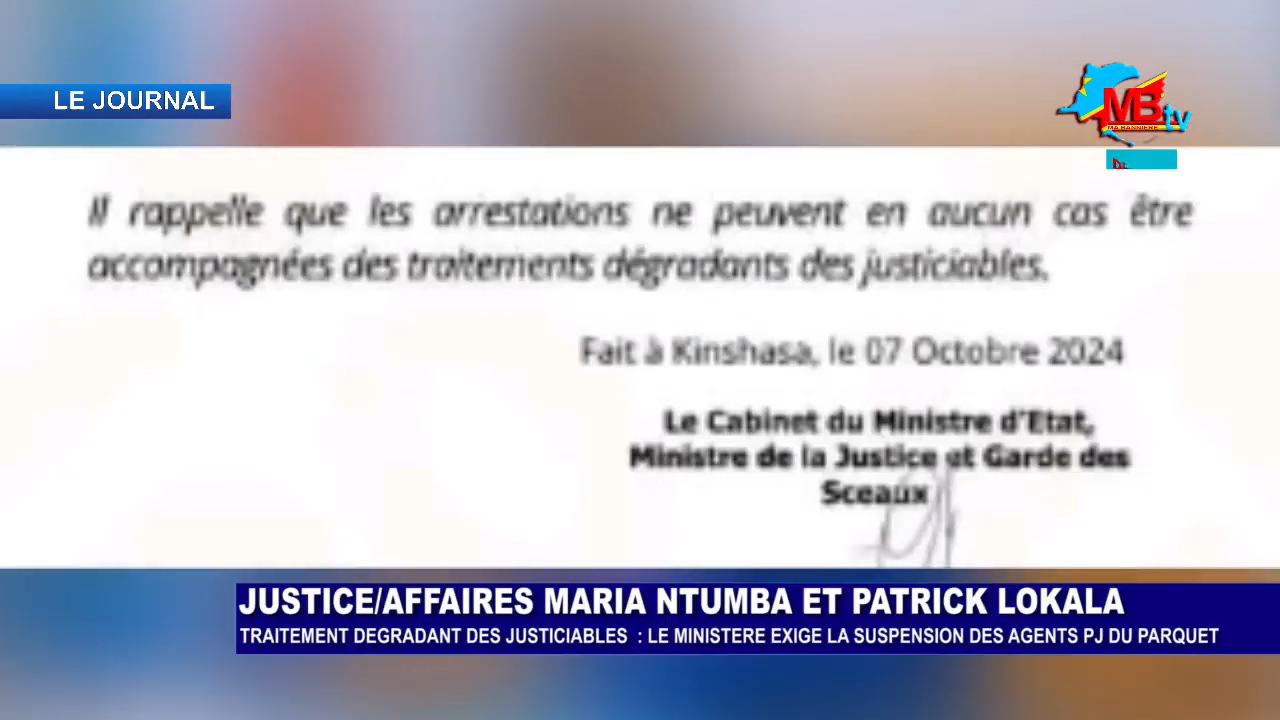 LE JOURNAL
MB tv
MA BANNIERE
Il rappelle que les arrestations ne peuvent en aucun cas être
accompagnées des traitements dégradants des justiciables.
Fait à Kinshasa, le 07 Octobre 2024
Le Cabinet du Ministre d'Etat,
Ministre de la Justice et Garde des
Sceaux
JUSTICE/AFFAIRES MARIA NTUMBA ET PATRICK LOKALA
TRAITEMENT DEGRADANT DES JUSTICIABLES : LE MINISTERE EXIGE LA SUSPENSION DES AGENTS PJ DU PARQUET